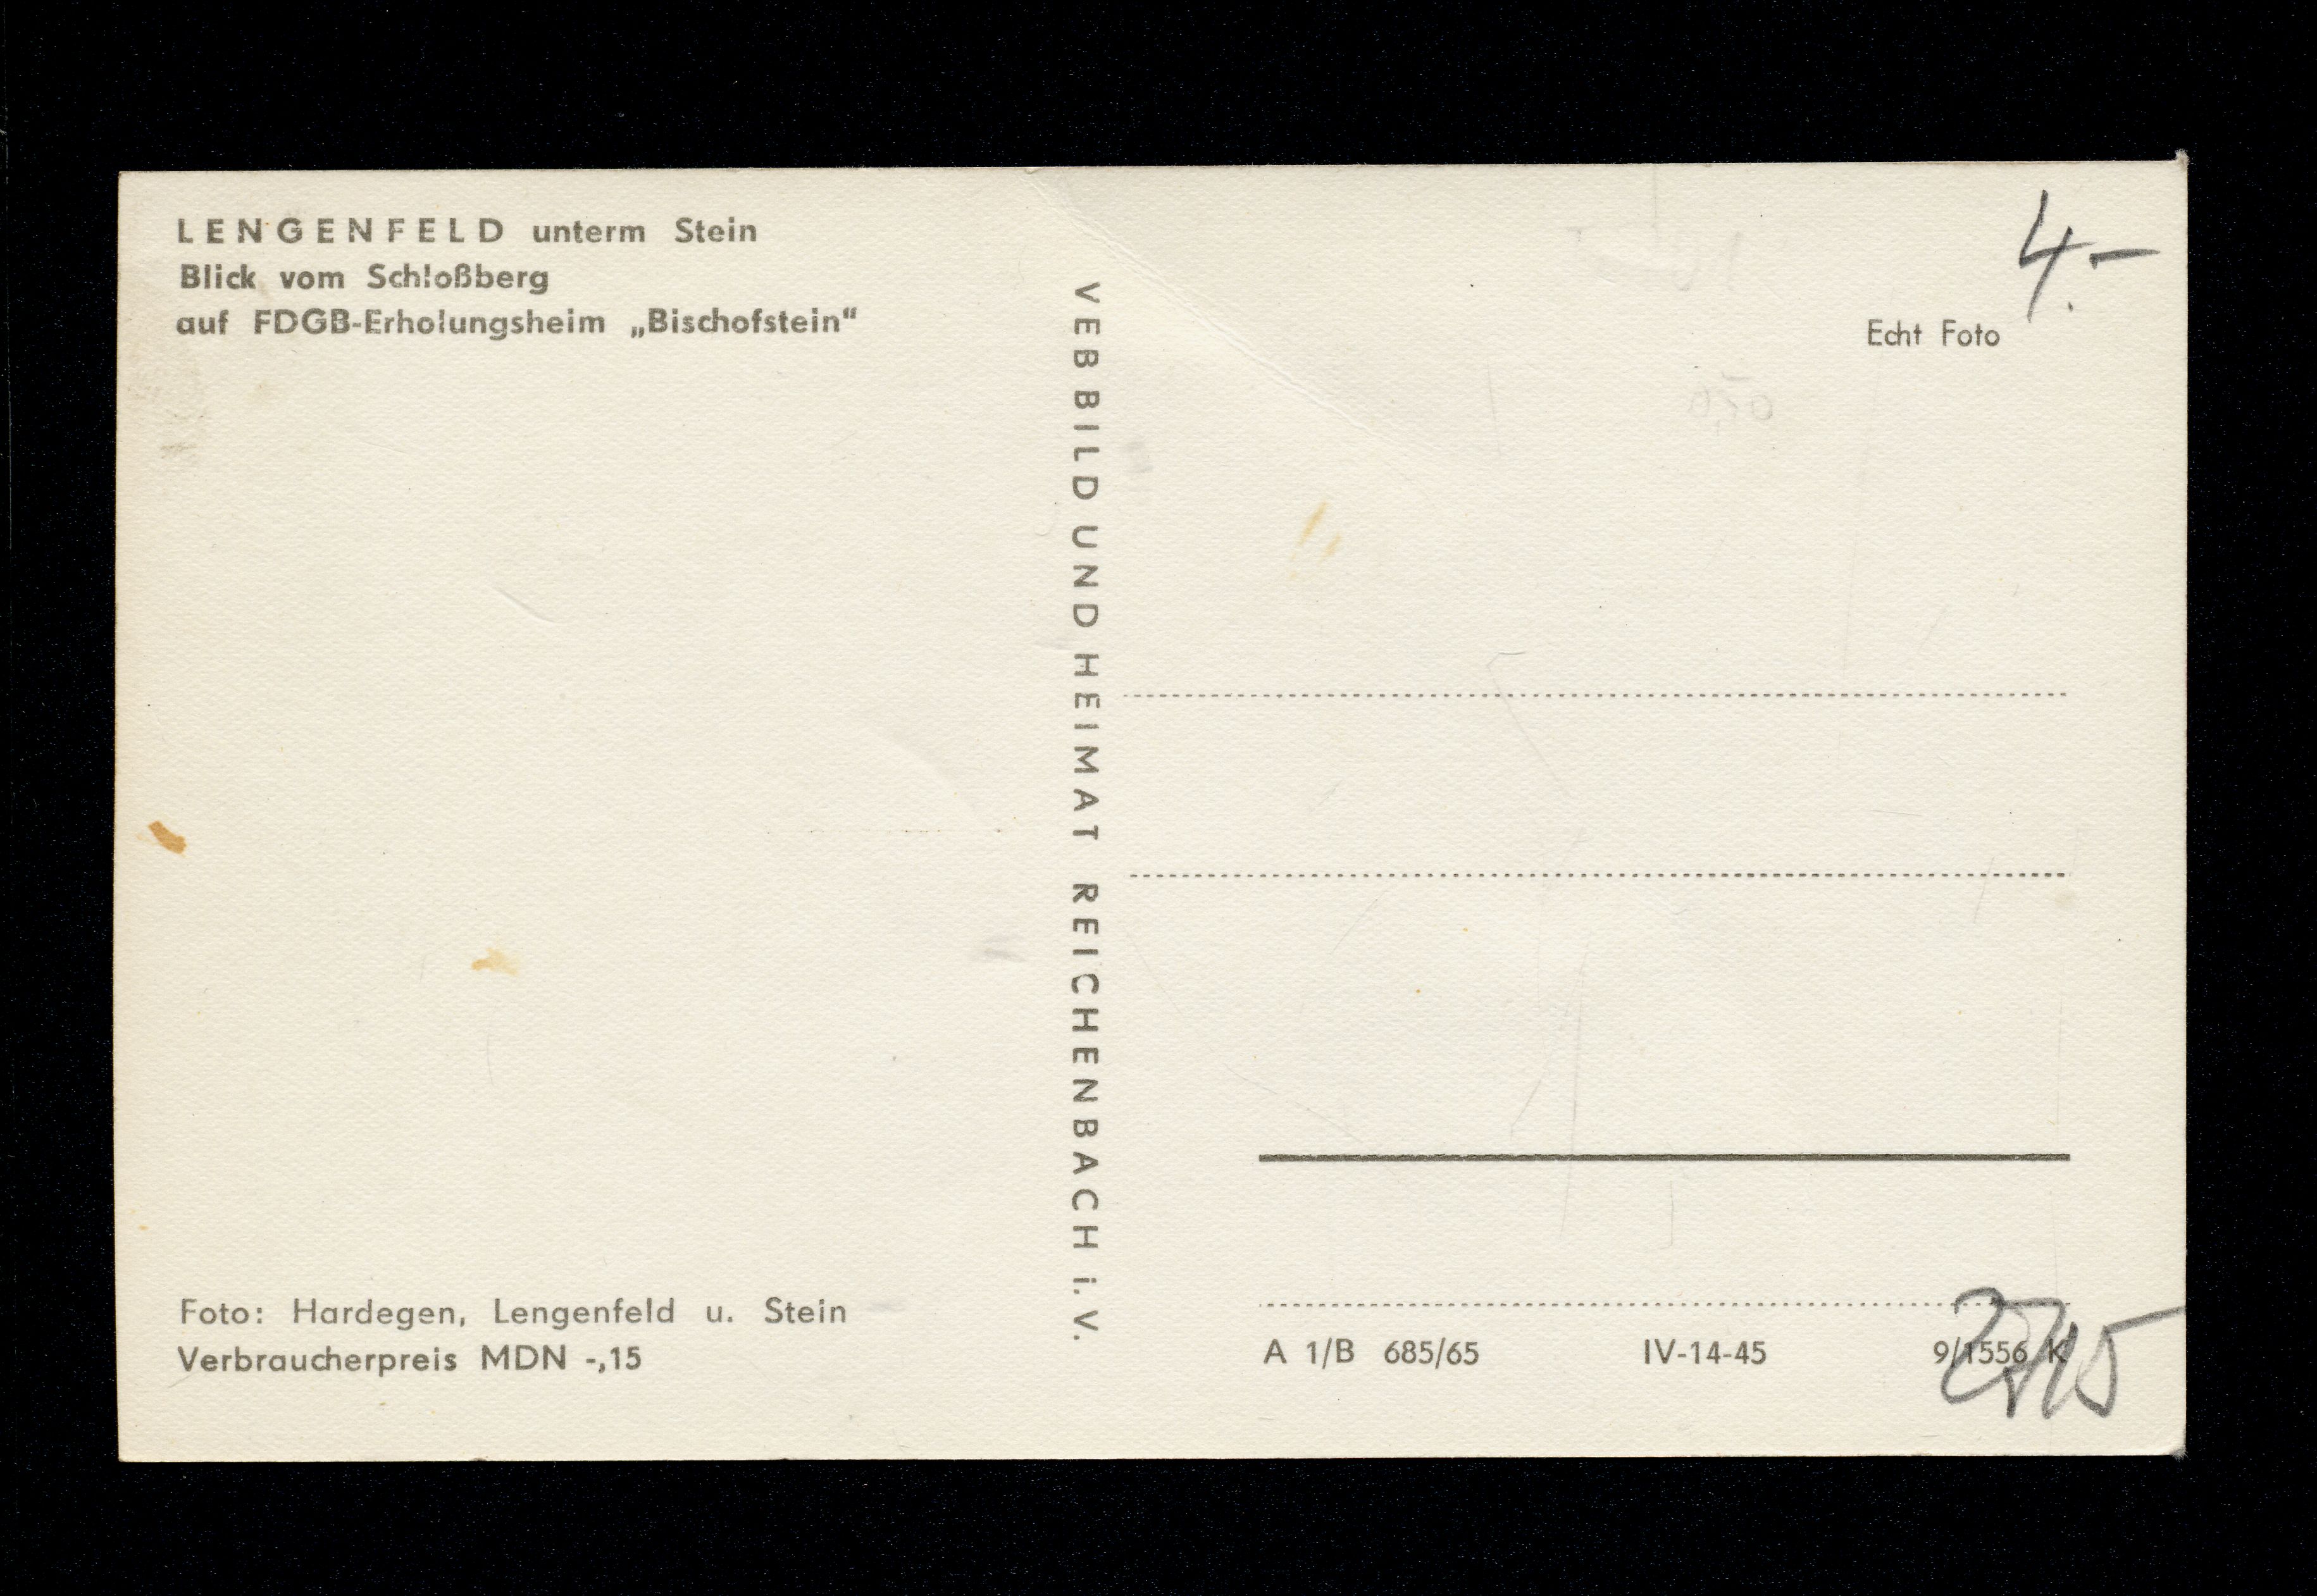 LENGENFELD unterm Stein
Blick vom Schloßberg
auf FDGB-Erholungsheim „Bischofstein“
Foto: Hardegen, Lengenfeld u. Stein
Verbraucherpreis MDN -,15
VEB BILD UND HEIMAT REICHENBACH i. V.
4.-
Echt Foto
A 1/B 685/65 IV-14-45 9/1556 K